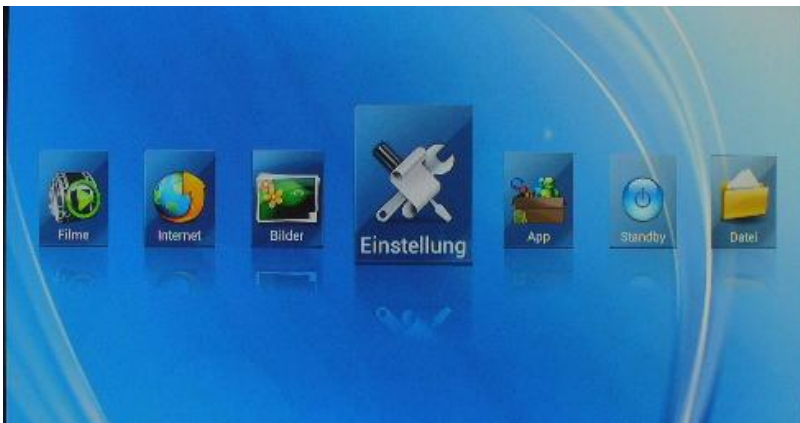 Filme
Internet
Bilder
Einstellung
App
Standby
Datei